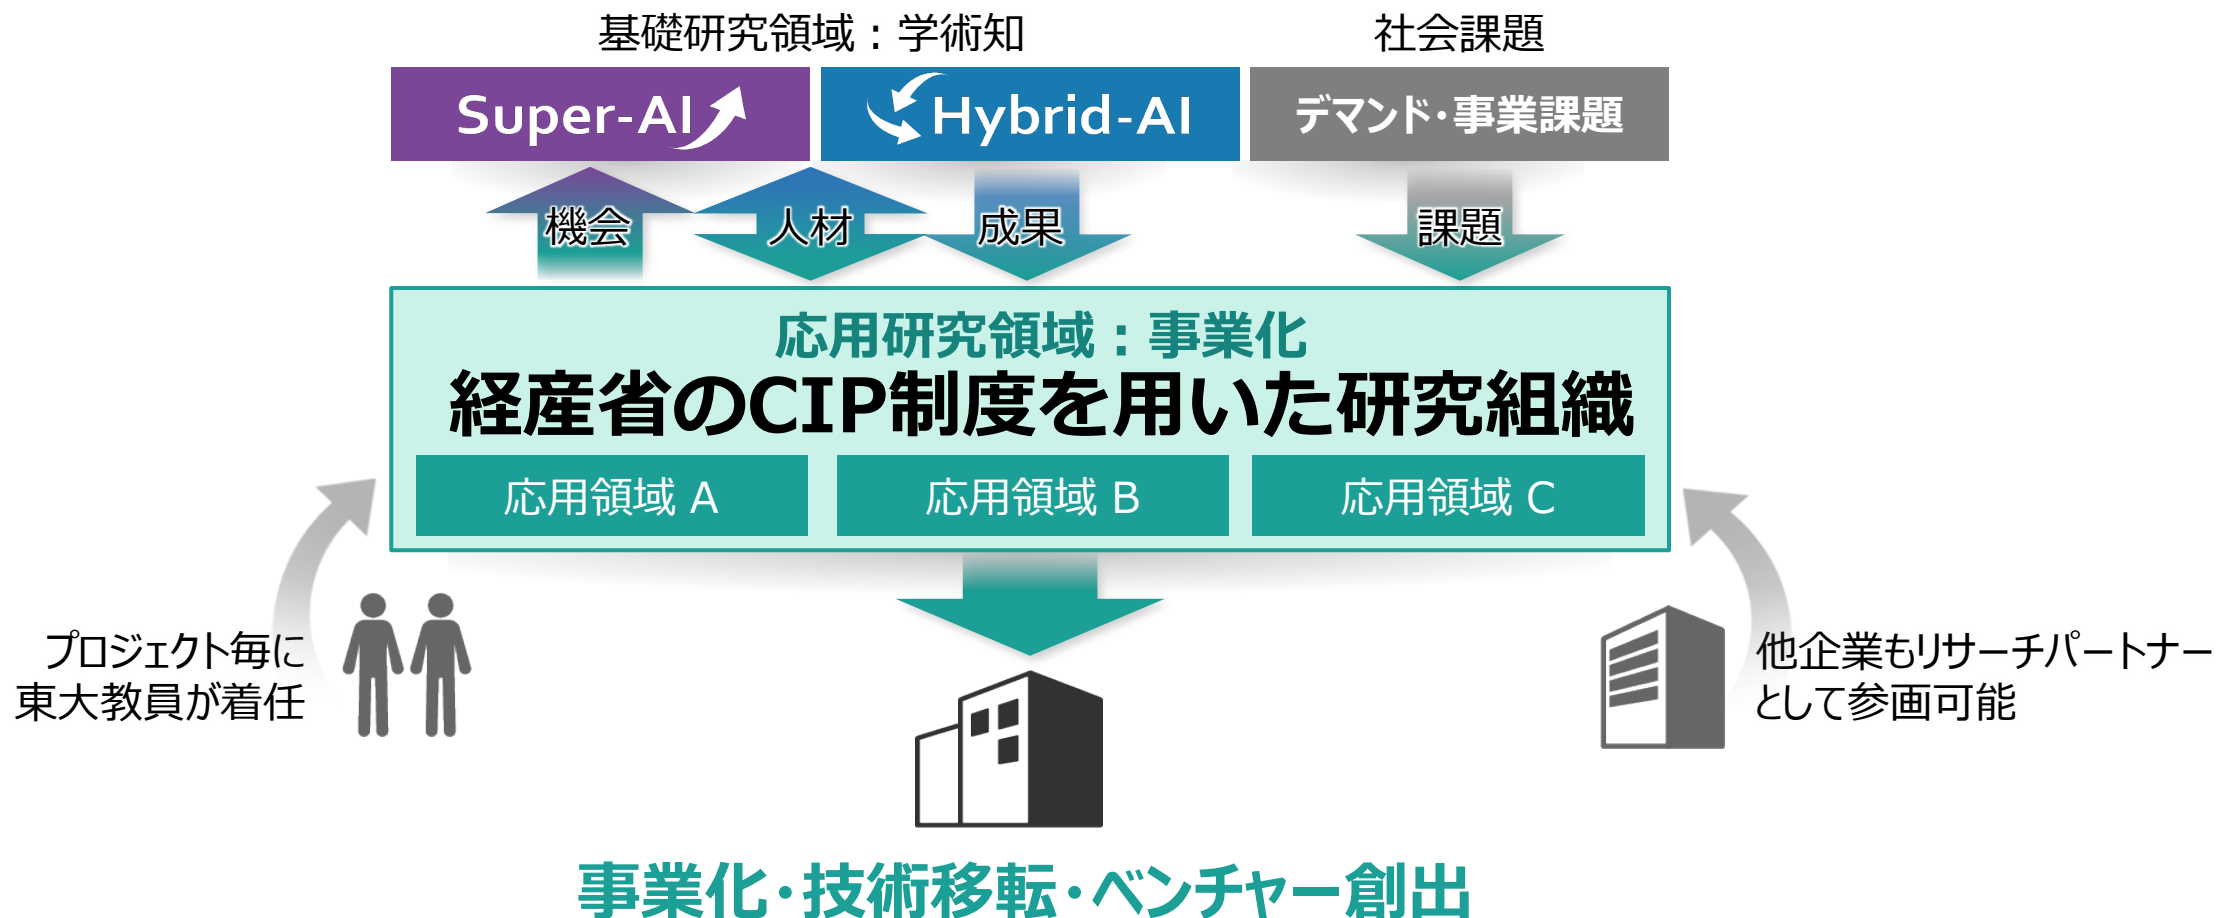 基礎研究領域：学術知
社会課題
Super-AI
Hybrid-AI
デマンド・事業課題
機会
人材
成果
課題
応用研究領域：事業化
経産省のCIP制度を用いた研究組織
応用領域 A
応用領域 B
応用領域 C
プロジェクト毎に
東大教員が着任
他企業もリサーチパートナー
として参画可能
事業化・技術移転・ベンチャー創出